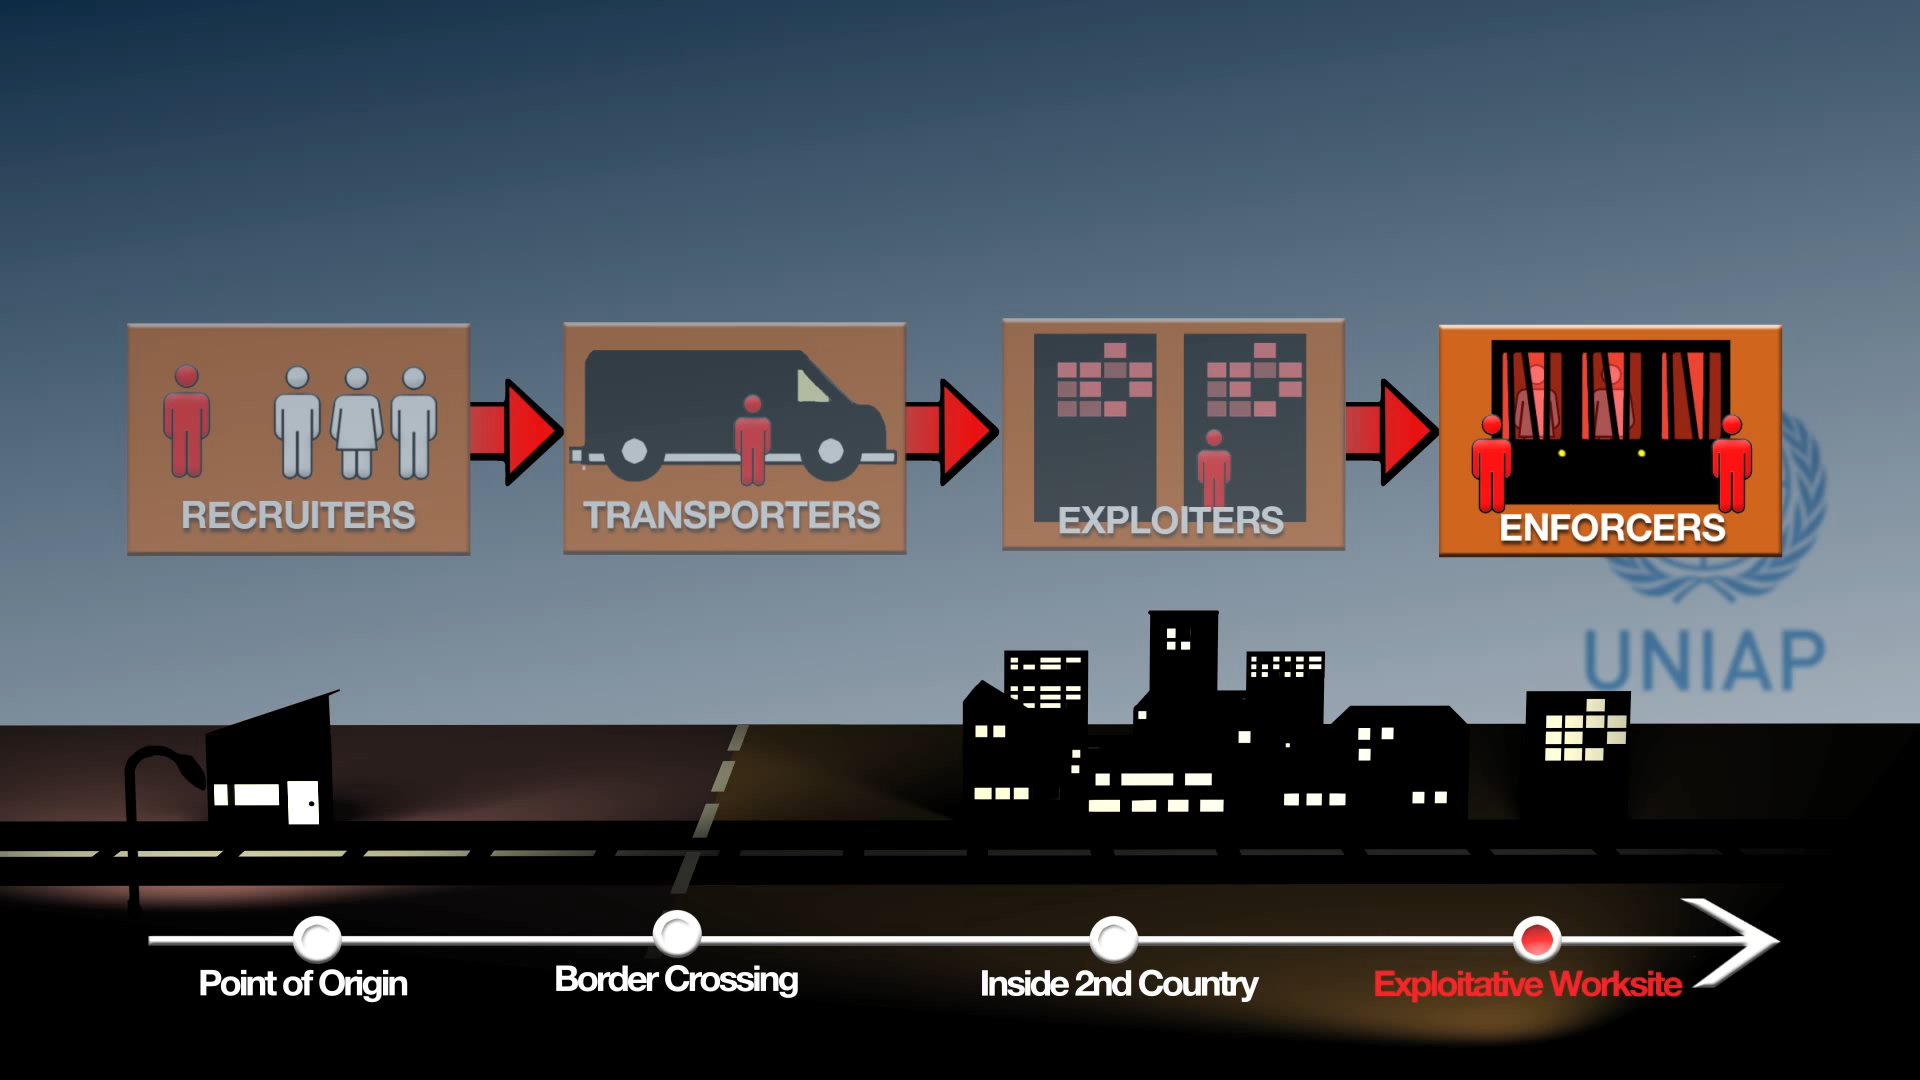 RECRUITERS
TRANSPORTERS
EXPLOITERS
ENFORCERS
UNIAP
Point of Origin
Border Crossing
Inside 2nd Country
Exploitative Worksite